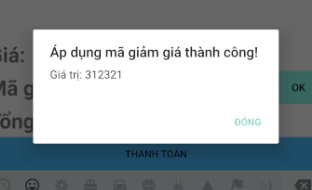 Áp dụng mã giảm giá thành công!
Giá trị: 312321
ĐÓNG
Giá:
Mã g
OK
ổng
THANH TOÁN